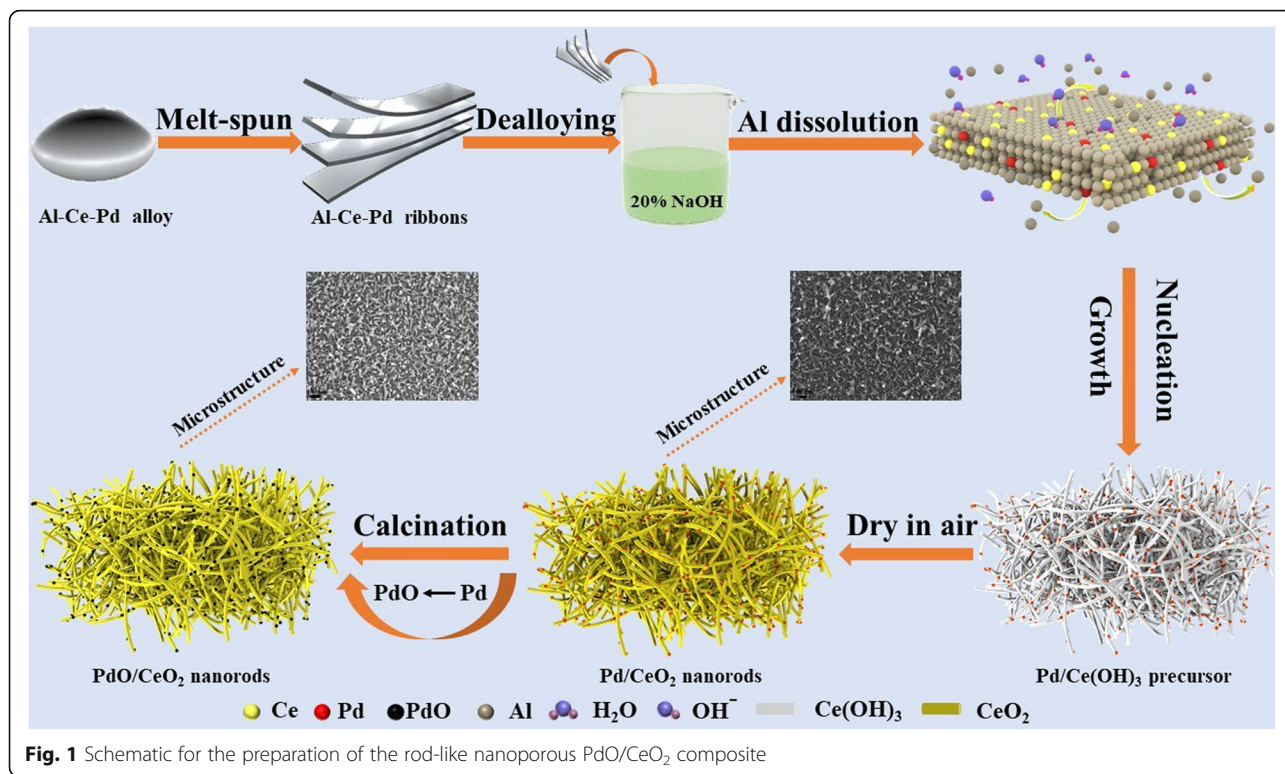 Melt-spun
Dealloying
Al dissolution
20% NaOH
Al-Ce-Pd alloy
Al-Ce-Pd ribbons
Nucleation
Growth
Microstructure
Microstructure
Calcination
PdO ← Pd
Dry in air
PdO/CeO₂ nanorods
Pd/CeO₂ nanorods
Pd/Ce(OH)₃ precursor
Ce Pd PdO Al H₂O OH⁻ Ce(OH)₃ CeO₂
Fig. 1 Schematic for the preparation of the rod-like nanoporous PdO/CeO₂ composite